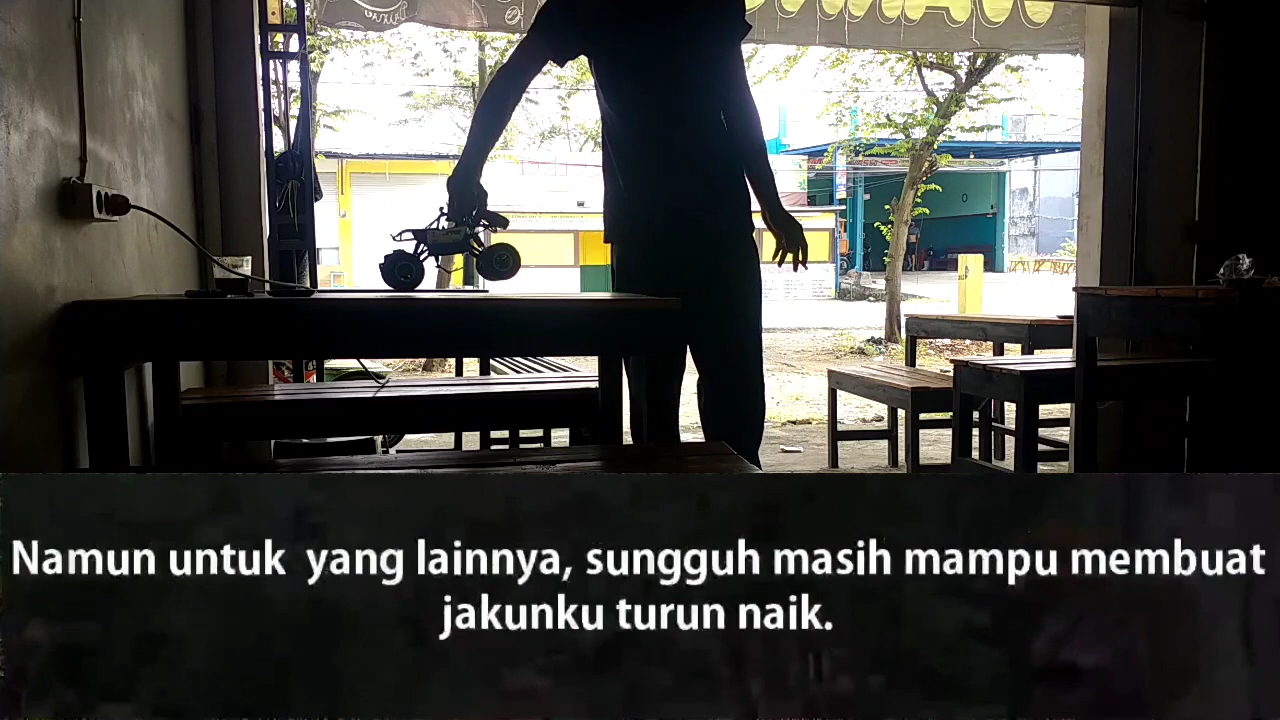 Namun untuk  yang lainnya, sungguh masih mampu membuat
jakunku turun naik.